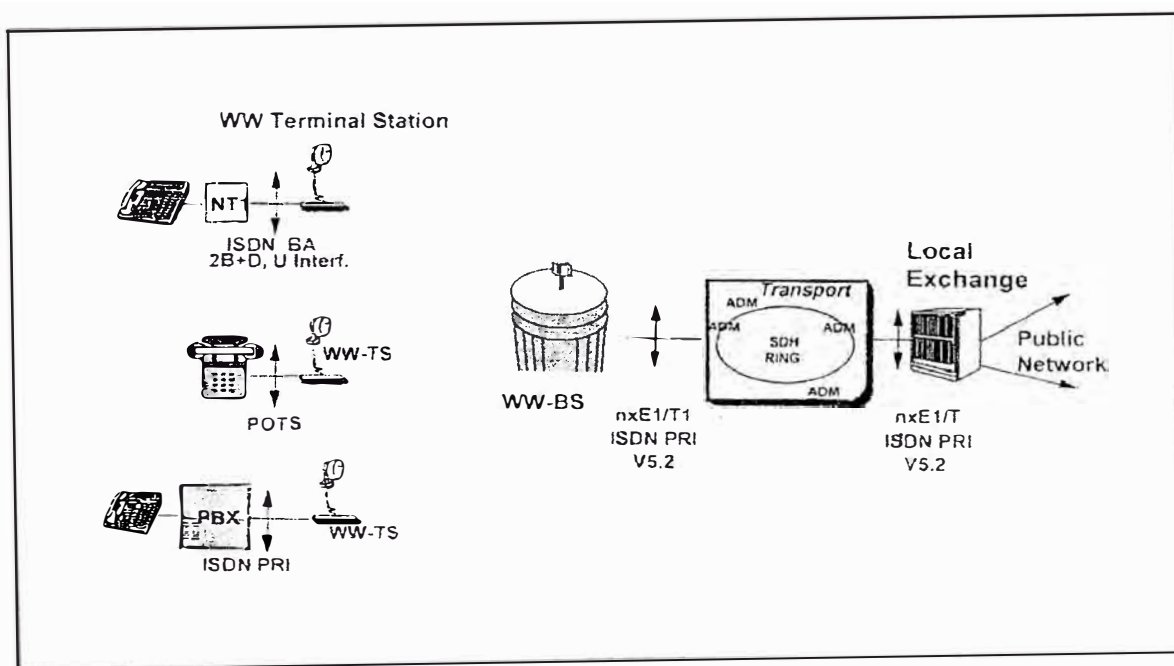 WW Terminal Station
NT1
ISDN BA
2B+D, U Interf.
WW-TS
POTS
PBX
WW-TS
ISDN PRI
WW-BS
nxE1/T1
ISDN PRI
V5.2
Transport
ADM
ADM
ADM
SDH
RING
ADM
Local
Exchange
nxE1/T
ISDN PRI
V5.2
Public
Network